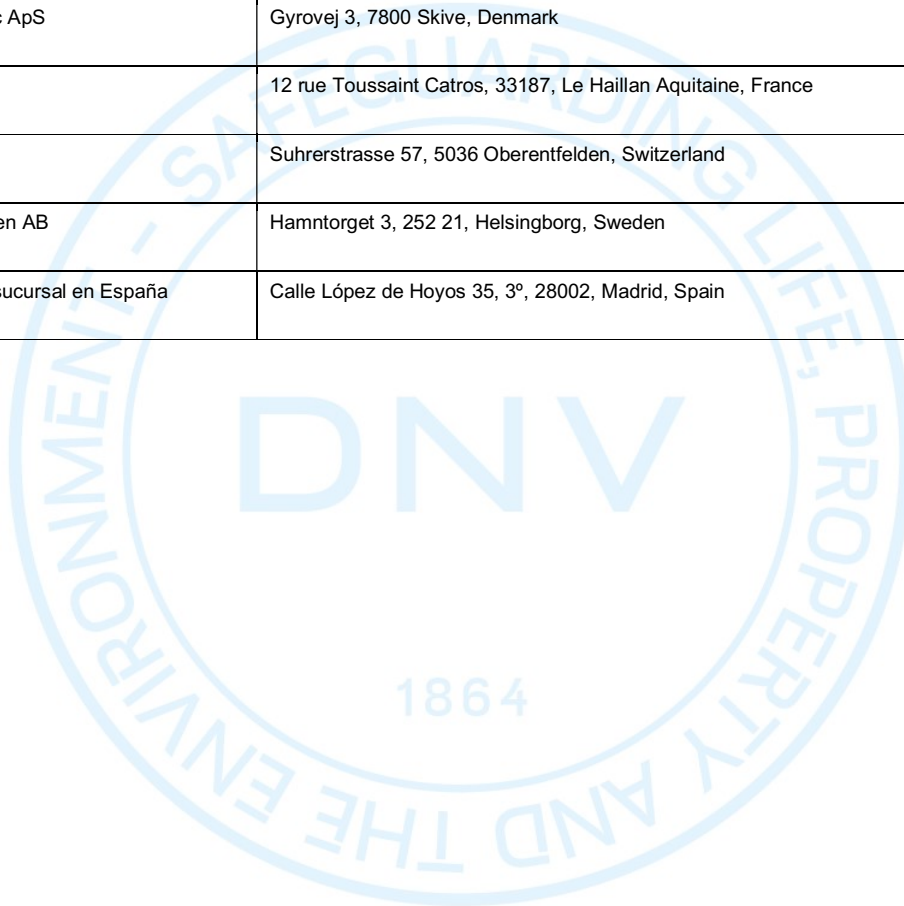 ApS
Gyrovej 3, 7800 Skive, Denmark
12 rue Toussaint Catros, 33187, Le Haillan Aquitaine, France
Suhrerstrasse 57, 5036 Oberentfelden, Switzerland
AB
Hamntorget 3, 252 21, Helsingborg, Sweden
sucursal en España
Calle López de Hoyos 35, 3º, 28002, Madrid, Spain
SAFEGUARDING LIFE, PROPERTY AND THE ENVIRONMENT -
DNV
1864